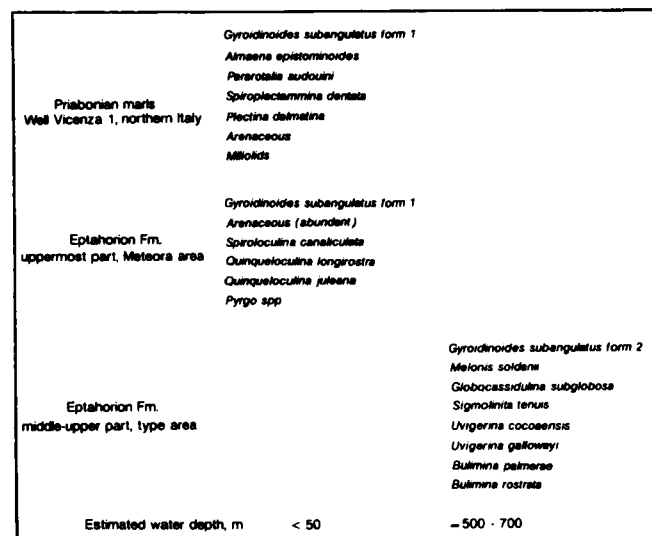 Gyroidinoides subangulatus form 1
Almaena epistominoides
Pararotalia audouini
Spiroplectammina dentata
Priabonian marls
Well Vicenza 1, northern Italy
Plectina dalmatina
Arenaceous
Miliolids
Gyroidinoides subangulatus form 1
Arenaceous (abundant)
Eptahorion Fm.
uppermost part, Meteora area
Spiroloculina canaliculata
Quinqueloculina longirostra
Quinqueloculina juleana
Pyrgo spp
Gyroidinoides subangulatus form 2
Melonis soldanii
Globocassidulina subglobosa
Eptahorion Fm.
middle-upper part, type area
Sigmolinita tenuis
Uvigerina cocoaensis
Uvigerina gallowayi
Bulimina palmerae
Bulimina rostrata
Estimated water depth, m < 50 – 500 - 700